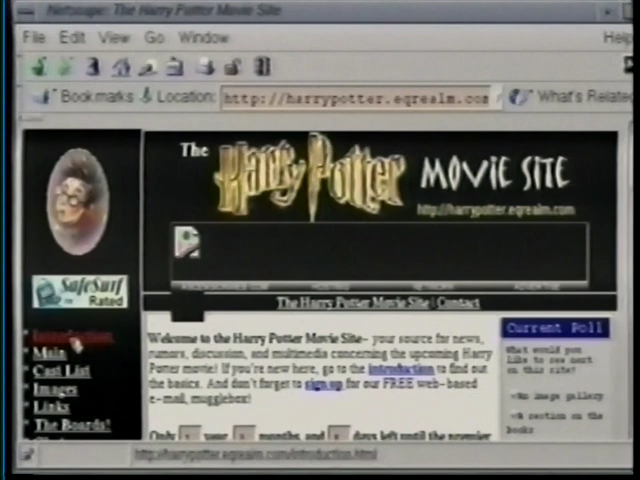 Netscape: The Harry Potter Movie Site
File Edit View Go Window Help
Bookmarks Location: http://harrypotter.eqrealm.com What's Related
The Harry Potter MOVIE SITE
http://harrypotter.eqrealm.com
SafeSurf
Rated
The Harry Potter Movie Site | Contact
Introduction
Main
Cast List
Images
Links
The Boards!
Welcome to the Harry Potter Movie Site- your source for news,
rumors, discussion, and multimedia concerning the upcoming Harry
Potter movie! If you're new here, go to the introduction to find out
the basics. And don't forget to sign up for our FREE web-based
e-mail, mugglebox!
Only year months, and days left until the premier
Current Poll
What would you
like to see next
on this site?
An image gallery
A section on the
books
http://harrypotter.eqrealm.com/introduction.html